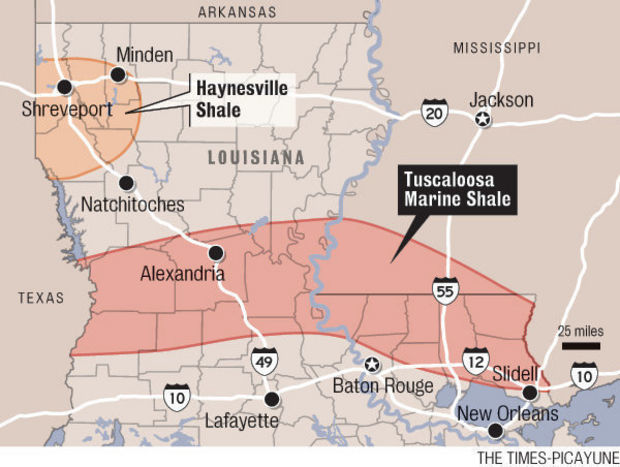 ARKANSAS
Minden
MISSISSIPPI
Haynesville
Shale
Shreveport
20
Jackson
LOUISIANA
Tuscaloosa
Marine Shale
Natchitoches
Alexandria
TEXAS
55
25 miles
49
12
Slidell
10
Baton Rouge
10
Lafayette
New Orleans
THE TIMES-PICAYUNE